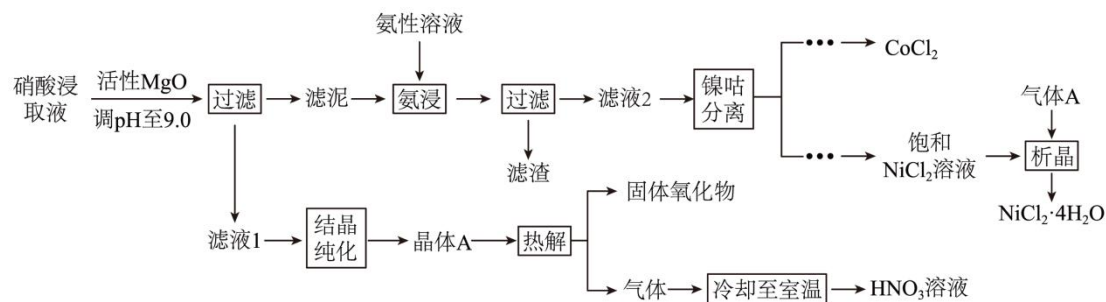 氨性溶液
CoCl₂
硝酸浸
取液
活性MgO
调pH至9.0
过滤
滤泥
氨浸
过滤
滤液2
镍咕
分离
气体A
饱和
NiCl₂溶液
析晶
滤渣
NiCl₂·4H₂O
固体氧化物
滤液1
结晶
纯化
晶体A
热解
气体
冷却至室温
HNO₃溶液